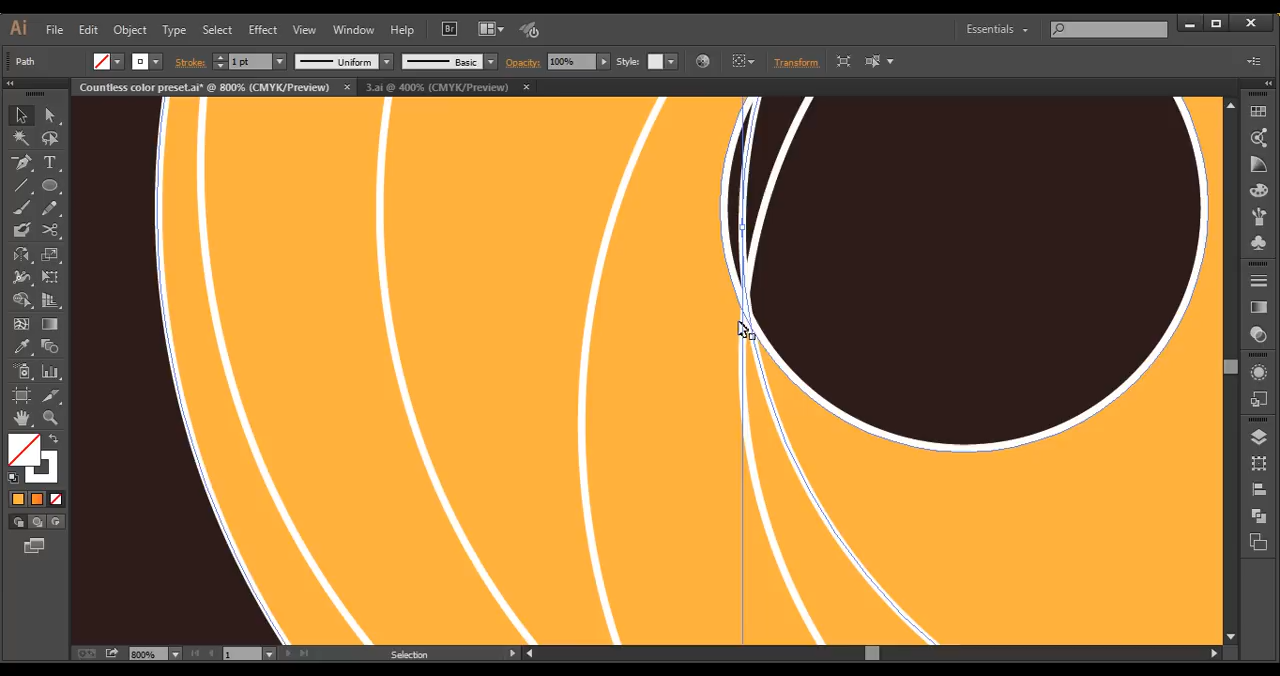 Ai File Edit Object Type Select Effect View Window Help Br Essentials
Path Stroke: 1 pt Uniform Basic Opacity: 100% Style: Transform
Countless color preset.ai* @ 800% (CMYK/Preview) × 3.ai @ 400% (CMYK/Preview) ×
T
800% 1 Selection